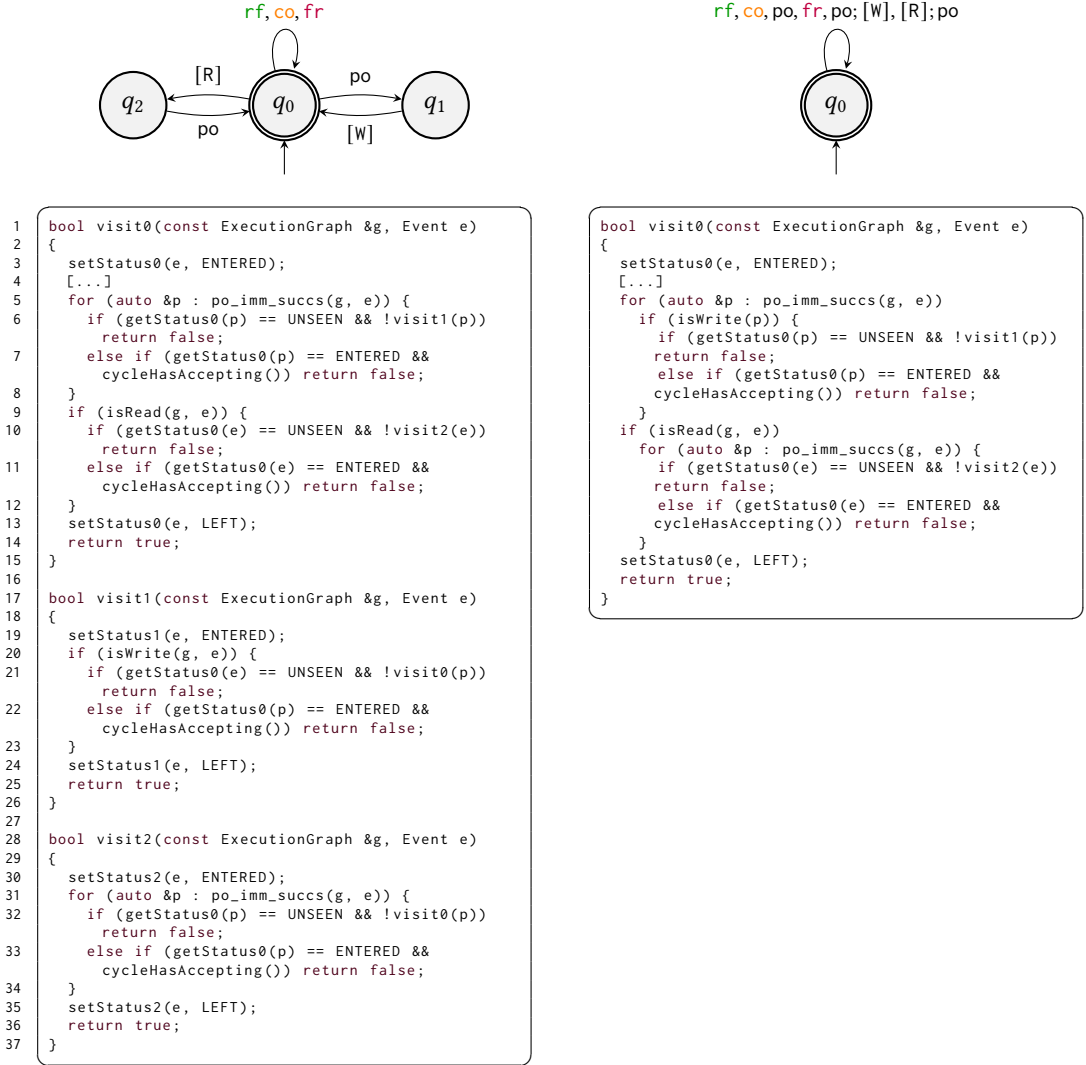 rf, co, fr
[R]
po
q2
q0
q1
po
[W]
rf, co, po, fr, po; [W], [R]; po
q0
1 bool visit0(const ExecutionGraph &g, Event e)
2 {
3 setStatus0(e, ENTERED);
4 [...]
5 for (auto &p : po_imm_succs(g, e)) {
6 if (getStatus0(p) == UNSEEN && !visit1(p))
return false;
7 else if (getStatus0(p) == ENTERED &&
cycleHasAccepting()) return false;
8 }
9 if (isRead(g, e)) {
10 if (getStatus0(e) == UNSEEN && !visit2(e))
return false;
11 else if (getStatus0(e) == ENTERED &&
cycleHasAccepting()) return false;
12 }
13 setStatus0(e, LEFT);
14 return true;
15 }
16
17 bool visit1(const ExecutionGraph &g, Event e)
18 {
19 setStatus1(e, ENTERED);
20 if (isWrite(g, e)) {
21 if (getStatus0(e) == UNSEEN && !visit0(p))
return false;
22 else if (getStatus0(p) == ENTERED &&
cycleHasAccepting()) return false;
23 }
24 setStatus1(e, LEFT);
25 return true;
26 }
27
28 bool visit2(const ExecutionGraph &g, Event e)
29 {
30 setStatus2(e, ENTERED);
31 for (auto &p : po_imm_succs(g, e)) {
32 if (getStatus0(p) == UNSEEN && !visit0(p))
return false;
33 else if (getStatus0(p) == ENTERED &&
cycleHasAccepting()) return false;
34 }
35 setStatus2(e, LEFT);
36 return true;
37 }
bool visit0(const ExecutionGraph &g, Event e)
{
setStatus0(e, ENTERED);
[...]
for (auto &p : po_imm_succs(g, e))
if (isWrite(p)) {
if (getStatus0(p) == UNSEEN && !visit1(p))
return false;
else if (getStatus0(p) == ENTERED &&
cycleHasAccepting()) return false;
}
if (isRead(g, e))
for (auto &p : po_imm_succs(g, e)) {
if (getStatus0(e) == UNSEEN && !visit2(e))
return false;
else if (getStatus0(e) == ENTERED &&
cycleHasAccepting()) return false;
}
setStatus0(e, LEFT);
return true;
}